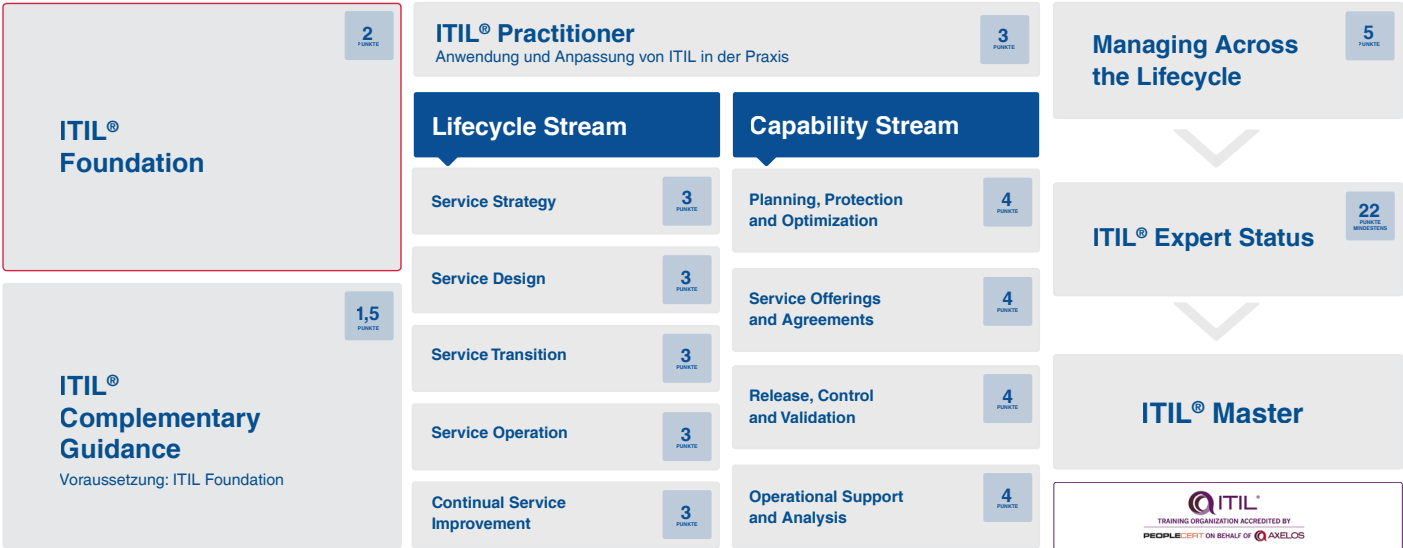 2
PUNKTE
ITIL®
Foundation
1,5
PUNKTE
ITIL®
Complementary
Guidance
Voraussetzung: ITIL Foundation
ITIL® Practitioner
Anwendung und Anpassung von ITIL in der Praxis
3
PUNKTE
Lifecycle Stream
Service Strategy
3
PUNKTE
Service Design
3
PUNKTE
Service Transition
3
PUNKTE
Service Operation
3
PUNKTE
Continual Service
Improvement
3
PUNKTE
Capability Stream
Planning, Protection
and Optimization
4
PUNKTE
Service Offerings
and Agreements
4
PUNKTE
Release, Control
and Validation
4
PUNKTE
Operational Support
and Analysis
4
PUNKTE
Managing Across
the Lifecycle
5
PUNKTE
ITIL® Expert Status
22
PUNKTE
MINDESTENS
ITIL® Master
ITIL®
TRAINING ORGANIZATION ACCREDITED BY
PEOPLECERT ON BEHALF OF AXELOS